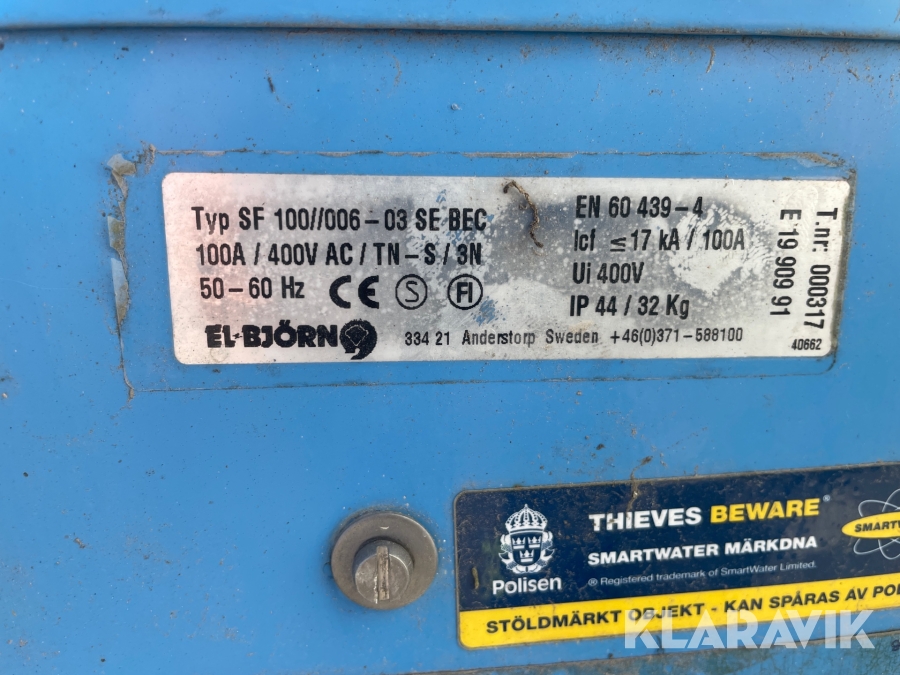 Typ SF 100//006-03 SE BEC
100A / 400V AC / TN-S / 3N
50-60 Hz CE S FI
EL-BJÖRN
334 21 Anderstorp Sweden +46(0)371-588100
EN 60 439-4
Icf ≤17 kA / 100A
Ui 400V
IP 44 / 32 Kg
E 19 909 91
T.nr: 000317
40662
THIEVES BEWARE®
SMARTWATER MÄRKDNA
® Registered trademark of SmartWater Limited.
Polisen
STÖLDMÄRKT OBJEKT - KAN SPÅRAS AV
KLARAVIK